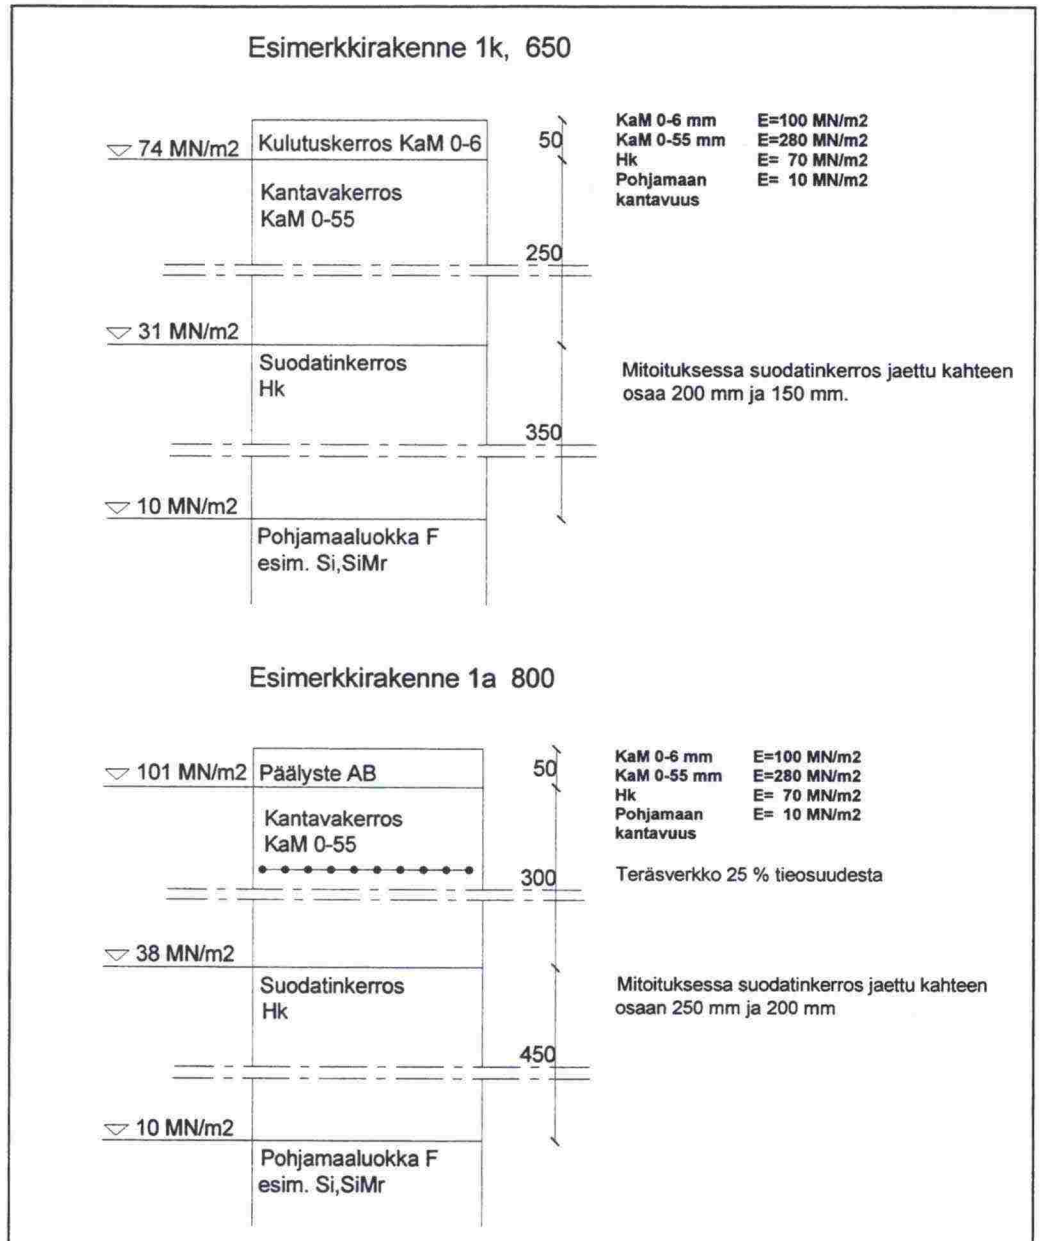 Esimerkkirakenne 1k, 650
74 MN/m2
Kulutuskerros KaM 0-6
50
KaM 0-6 mm E=100 MN/m2
KaM 0-55 mm E=280 MN/m2
Hk E= 70 MN/m2
Pohjamaan E= 10 MN/m2
kantavuus
Kantavakerros
KaM 0-55
250
31 MN/m2
Suodatinkerros
Hk
Mitoituksessa suodatinkerros jaettu kahteen
osaa 200 mm ja 150 mm.
350
10 MN/m2
Pohjamaaluokka F
esim. Si,SiMr
Esimerkkirakenne 1a 800
101 MN/m2
Päälyste AB
50
KaM 0-6 mm E=100 MN/m2
KaM 0-55 mm E=280 MN/m2
Hk E= 70 MN/m2
Pohjamaan E= 10 MN/m2
kantavuus
Kantavakerros
KaM 0-55
Teräsverkko 25 % tieosuudesta
300
38 MN/m2
Suodatinkerros
Hk
Mitoituksessa suodatinkerros jaettu kahteen
osaan 250 mm ja 200 mm
450
10 MN/m2
Pohjamaaluokka F
esim. Si,SiMr